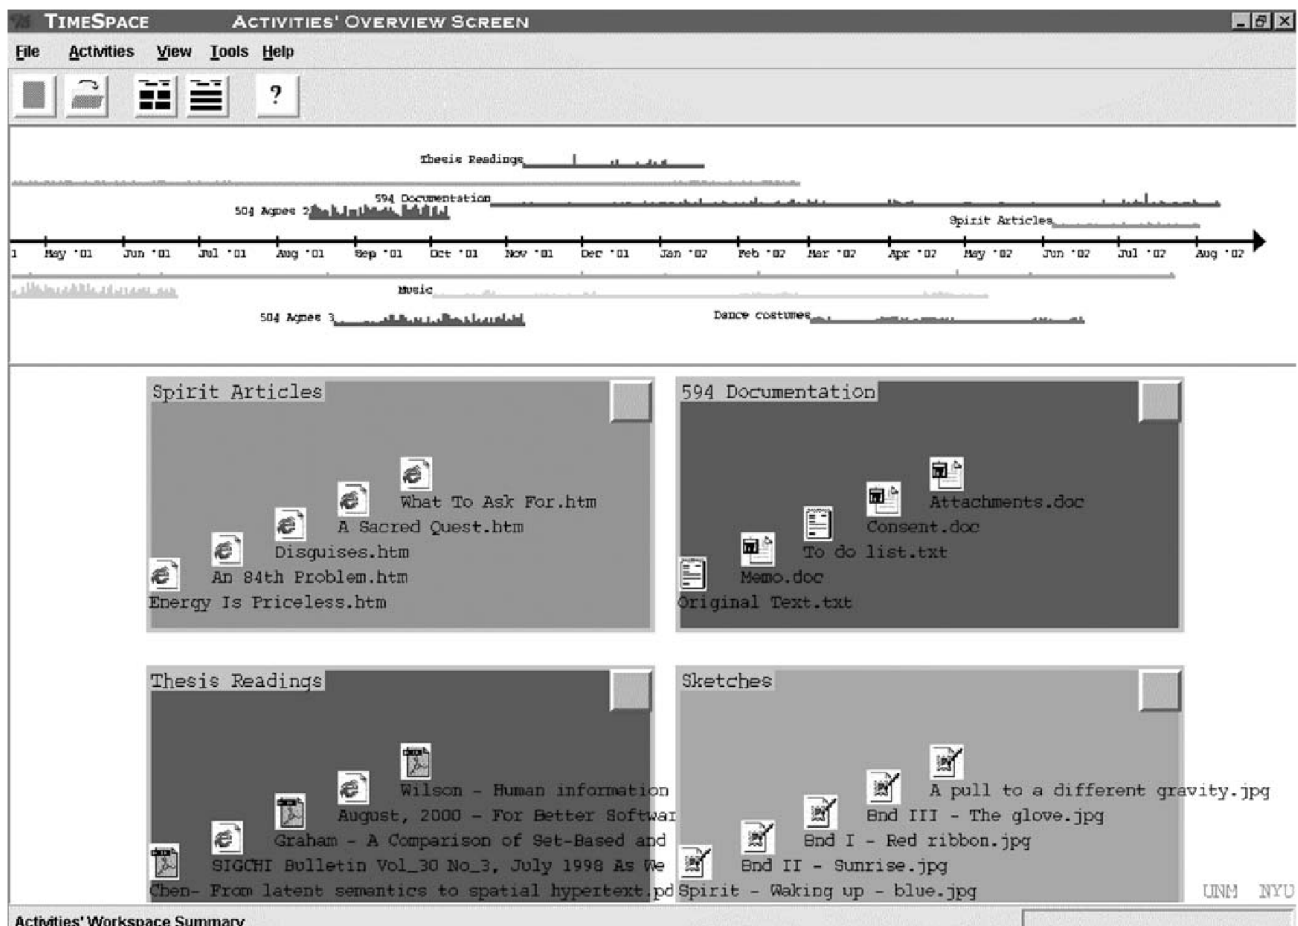 TIMESPACE ACTIVITIES' OVERVIEW SCREEN
File Activities View Tools Help
?
Thesis Readings
594 Documentation
504 Agnes 2
Spirit Articles
1 May '01 Jun '01 Jul '01 Aug '01 Sep '01 Oct '01 Nov '01 Dec '01 Jan '02 Feb '02 Mar '02 Apr '02 May '02 Jun '02 Jul '02 Aug '02
Music
504 Agnes 3
Dance costumes
Spirit Articles
What To Ask For.htm
A Sacred Quest.htm
Disguises.htm
An 84th Problem.htm
Energy Is Priceless.htm
594 Documentation
Attachments.doc
Consent.doc
To do list.txt
Memo.doc
Original Text.txt
Thesis Readings
Wilson - Human information
August, 2000 - For Better Softwar
Graham - A Comparison of Set-Based and
SIGCHI Bulletin Vol_30 No_3, July 1998 As We
Chen- From latent semantics to spatial hypertext.pd
Sketches
A pull to a different gravity.jpg
End III - The glove.jpg
End I - Red ribbon.jpg
End II - Sunrise.jpg
Spirit - Waking up - blue.jpg
UNM NYU
Activities' Workspace Summary